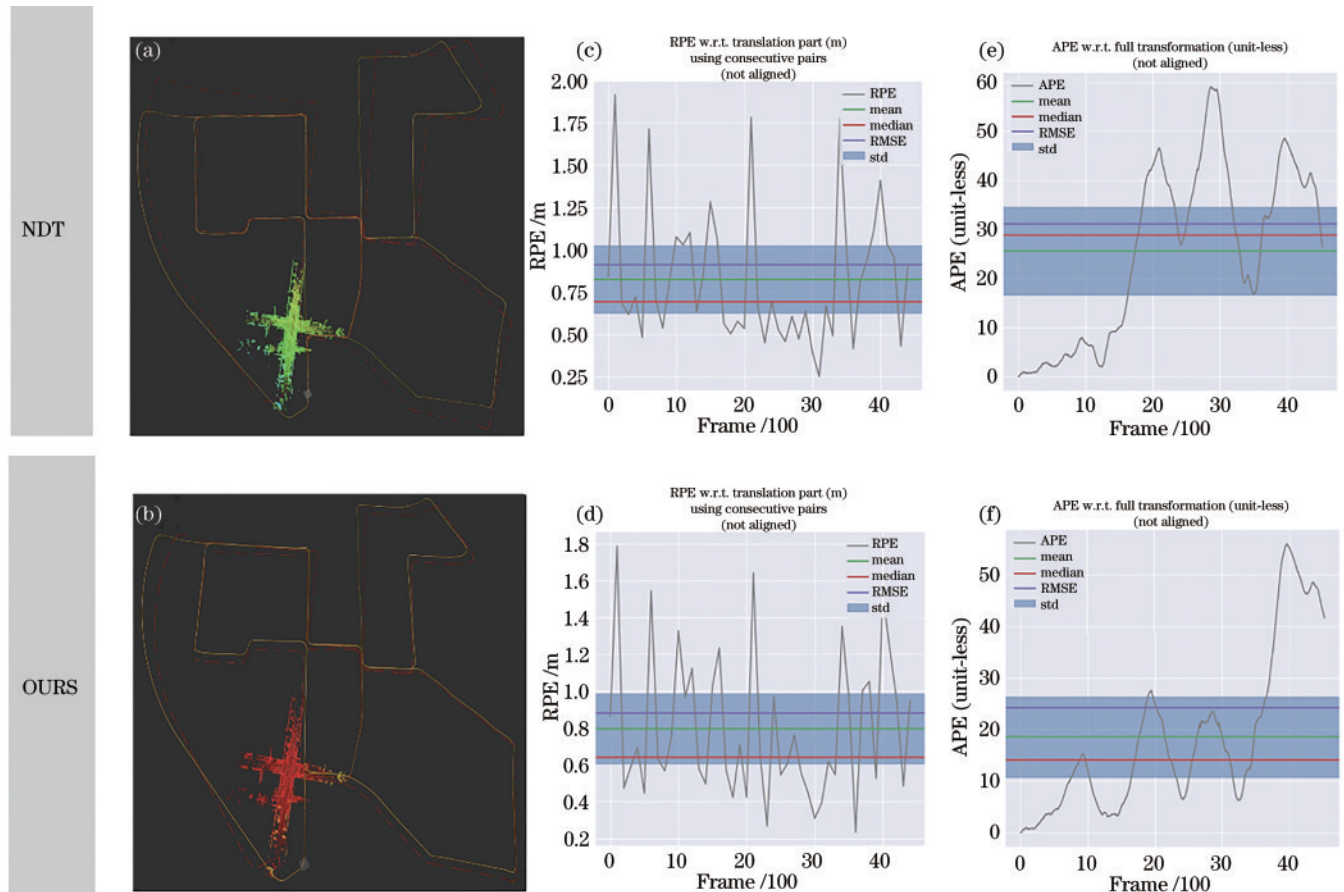 NDT
(a)
(c)
RPE w.r.t. translation part (m)
using consecutive pairs
(not aligned)
2.00
1.75
1.50
1.25
1.00
0.75
0.50
0.25
RPE /m
RPE
mean
median
RMSE
std
0 10 20 30 40
Frame /100
(e)
APE w.r.t. full transformation (unit-less)
(not aligned)
60
50
40
30
20
10
0
APE (unit-less)
APE
mean
median
RMSE
std
0 10 20 30 40
Frame /100
OURS
(b)
(d)
RPE w.r.t. translation part (m)
using consecutive pairs
(not aligned)
1.8
1.6
1.4
1.2
1.0
0.8
0.6
0.4
0.2
RPE /m
RPE
mean
median
RMSE
std
0 10 20 30 40
Frame /100
(f)
APE w.r.t. full transformation (unit-less)
(not aligned)
50
40
30
20
10
0
APE (unit-less)
APE
mean
median
RMSE
std
0 10 20 30 40
Frame /100